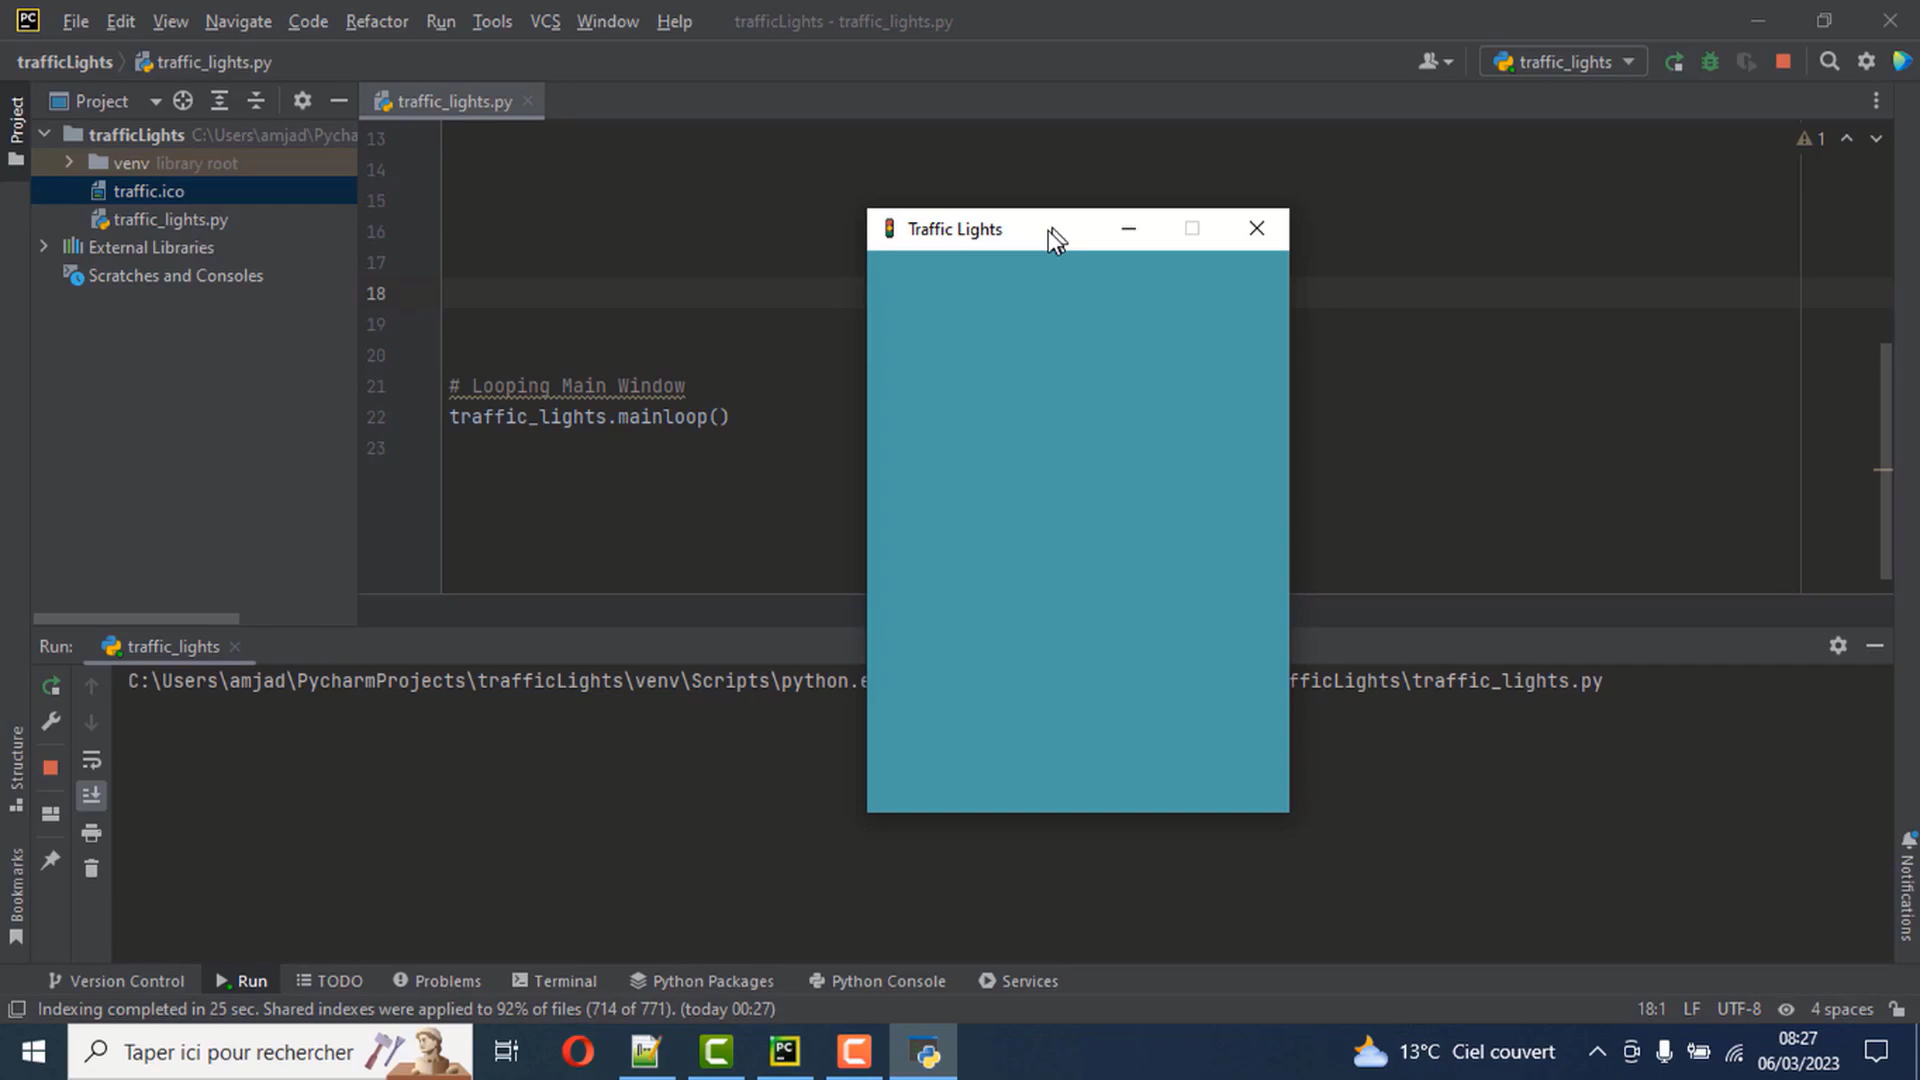 PC File Edit View Navigate Code Refactor Run Tools VCS Window Help trafficLights - traffic_lights.py
trafficLights traffic_lights.py traffic_lights
Project Project traffic_lights.py
trafficLights C:\Users\amjad\Pycha
venv library root
traffic.ico
traffic_lights.py
External Libraries
Scratches and Consoles
13
14
15
16
17
18
19
20
21 # Looping Main Window
22 traffic_lights.mainloop()
23
1
Traffic Lights
Run: traffic_lights
C:\Users\amjad\PycharmProjects\trafficLights\venv\Scripts\python.e
fficLights\traffic_lights.py
Structure
Bookmarks
Notifications
Version Control Run TODO Problems Terminal Python Packages Python Console Services
Indexing completed in 25 sec. Shared indexes were applied to 92% of files (714 of 771). (today 00:27) 18:1 LF UTF-8 4 spaces
Taper ici pour rechercher PC 13°C Ciel couvert 08:27
06/03/2023